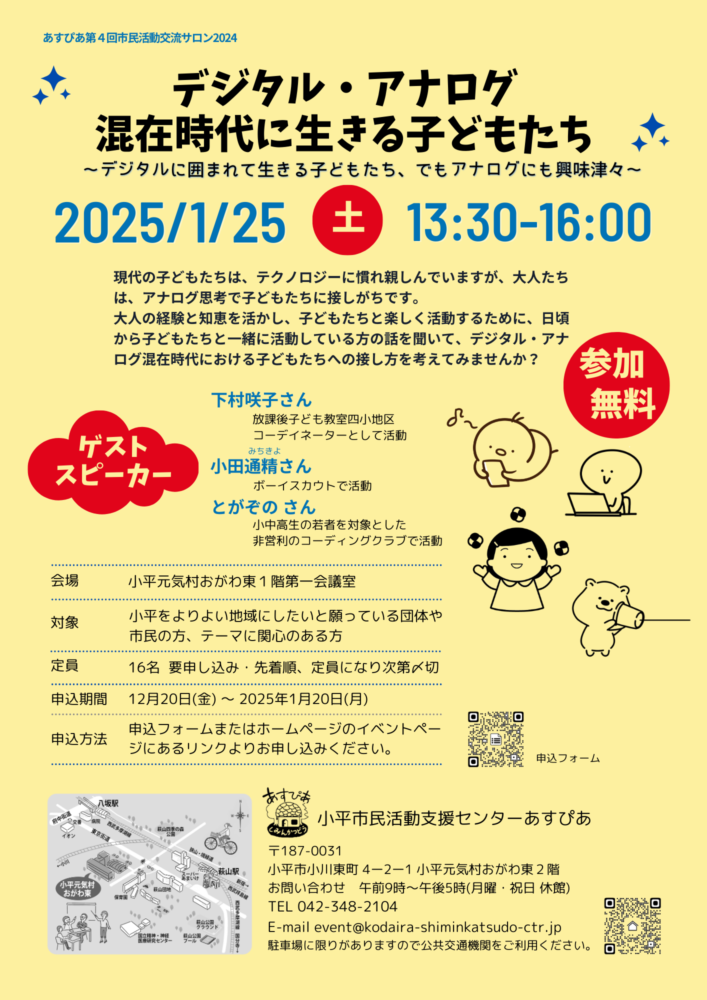 あすぴあ第４回市民活動交流サロン2024
デジタル・アナログ
混在時代に生きる子どもたち
～デジタルに囲まれて生きる子どもたち、でもアナログにも興味津々～
2025/1/25 土 13:30-16:00
現代の子どもたちは、テクノロジーに慣れ親しんでいますが、大人たち
は、アナログ思考で子どもたちに接しがちです。
大人の経験と知恵を活かし、子どもたちと楽しく活動するために、日頃
から子どもたちと一緒に活動している方の話を聞いて、デジタル・アナ
ログ混在時代における子どもたちへの接し方を考えてみませんか？
参加
無料
ゲスト
スピーカー
下村咲子さん
放課後子ども教室四小地区
コーデイネーターとして活動
みちきよ
小田通精さん
ボーイスカウトで活動
とがぞの さん
小中高生の若者を対象とした
非営利のコーディングクラブで活動
会場 小平元気村おがわ東１階第一会議室
対象 小平をよりよい地域にしたいと願っている団体や
市民の方、テーマに関心のある方
定員 16名 要申し込み・先着順、定員になり次第〆切
申込期間 12月20日(金) ～ 2025年1月20日(月)
申込方法 申込フォームまたはホームページのイベントペー
ジにあるリンクよりお申し込みください。
申込フォーム
八坂駅
府中街道
交番
病院
イオン
西武多摩湖線
東京街道
萩山四季の森
公園
N
W
E
S
←小川
狭山・境緑道
スーパー
あまいけ
萩山駅
新宿→
西武拝島線
小平元気村
おがわ東
保育園
萩山団地
西武多摩湖線
国分寺↓
萩山公園
グラウンド
国立精神・神経
医療研究センター
萩山公園
プール
あすぴあ
しみんかつどう
小平市民活動支援センターあすぴあ
〒187-0031
小平市小川東町 4－2－1 小平元気村おがわ東２階
お問い合わせ 午前9時～午後5時(月曜・祝日 休館)
TEL 042-348-2104
E-mail event@kodaira-shiminkatsudo-ctr.jp
駐車場に限りがありますので公共交通機関をご利用ください。